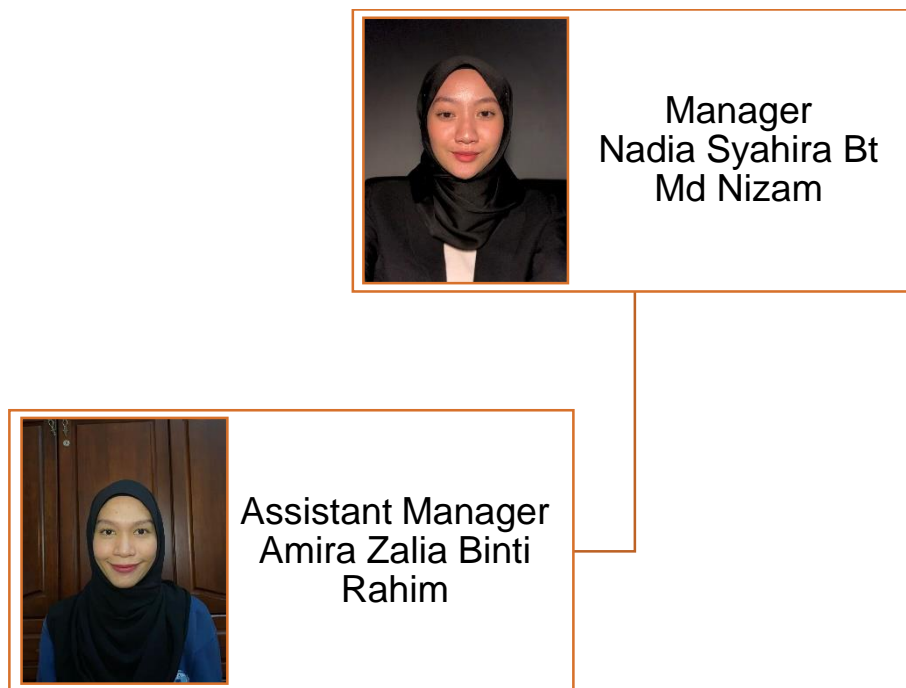 Manager
Nadia Syahira Bt
Md Nizam
Assistant Manager
Amira Zalia Binti
Rahim